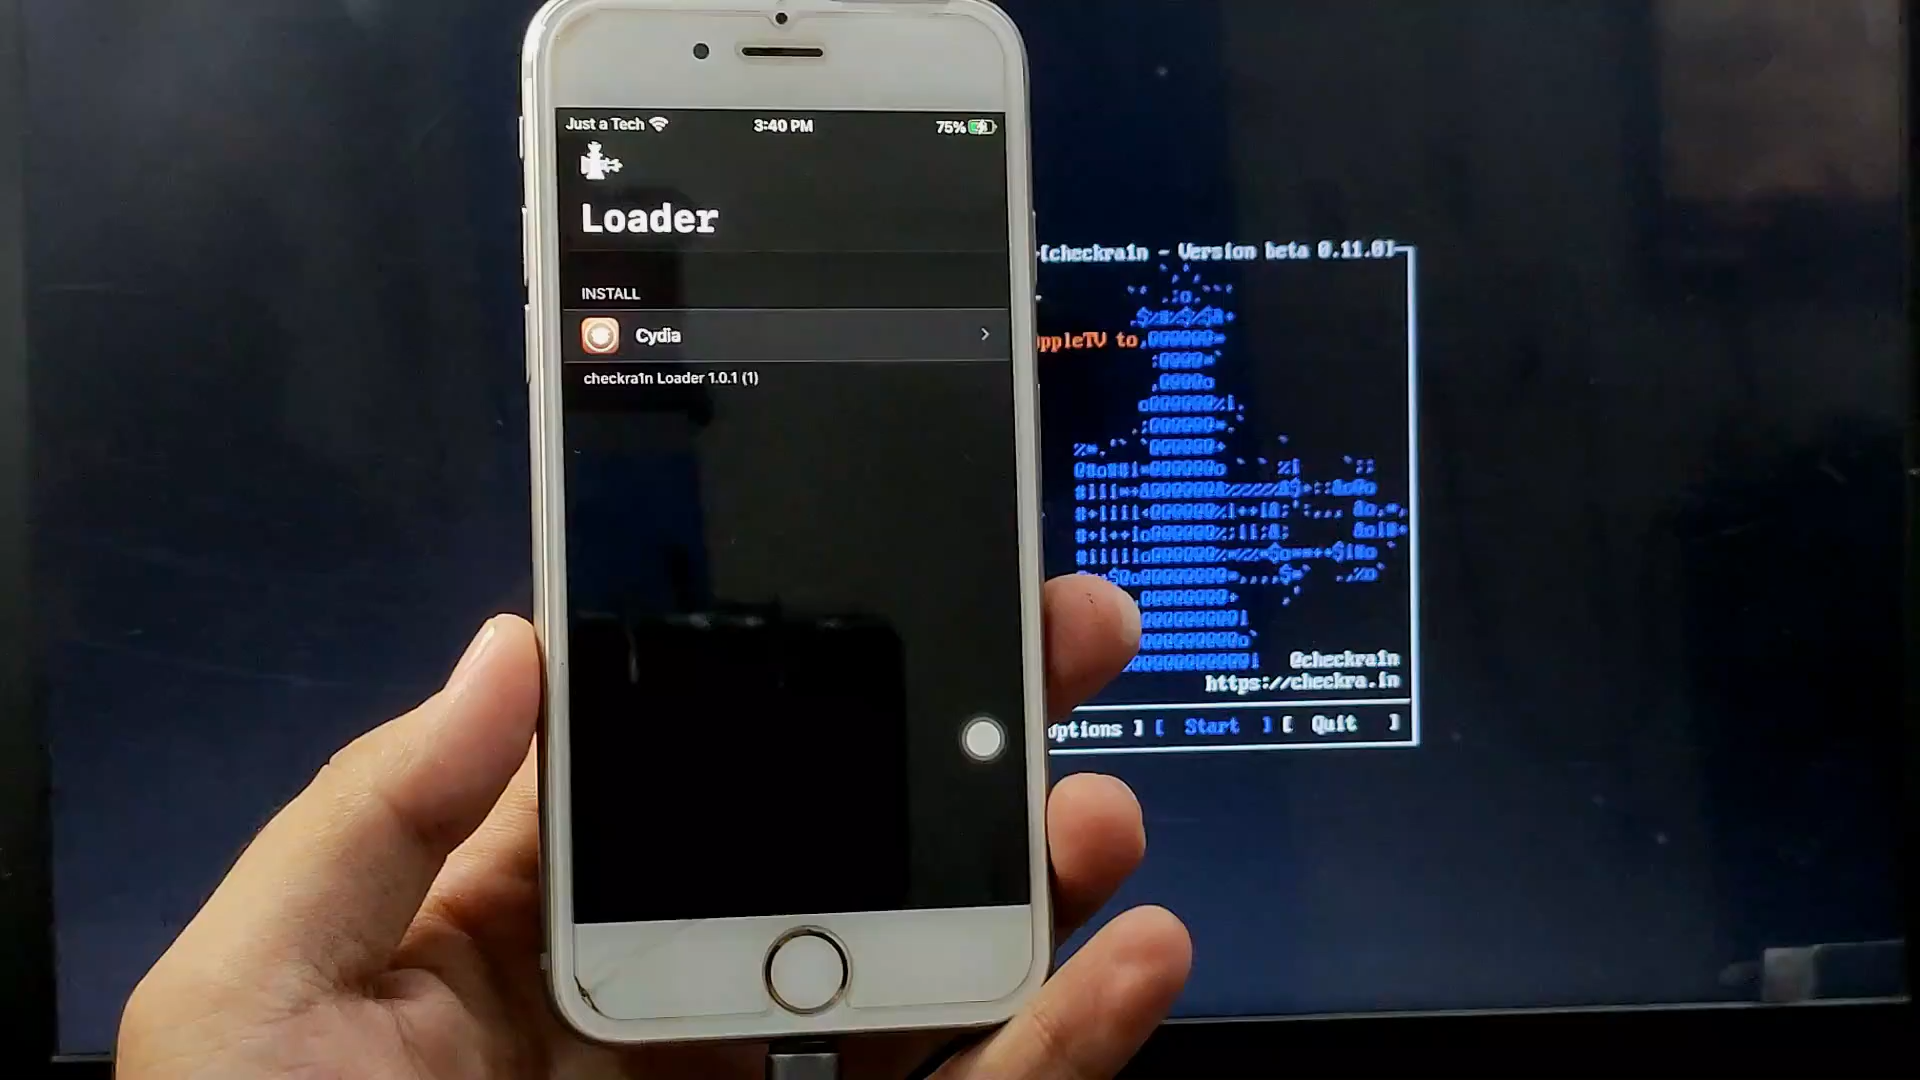 Just a Tech 3:40 PM 75%
Loader
INSTALL
Cydia
checkra1n Loader 1.0.1 (1)
[checkra1n - Version beta 0.11.0]
ppleTV to
@checkra1n
https://checkra.in
ptions ] [ Start ] [ Quit ]